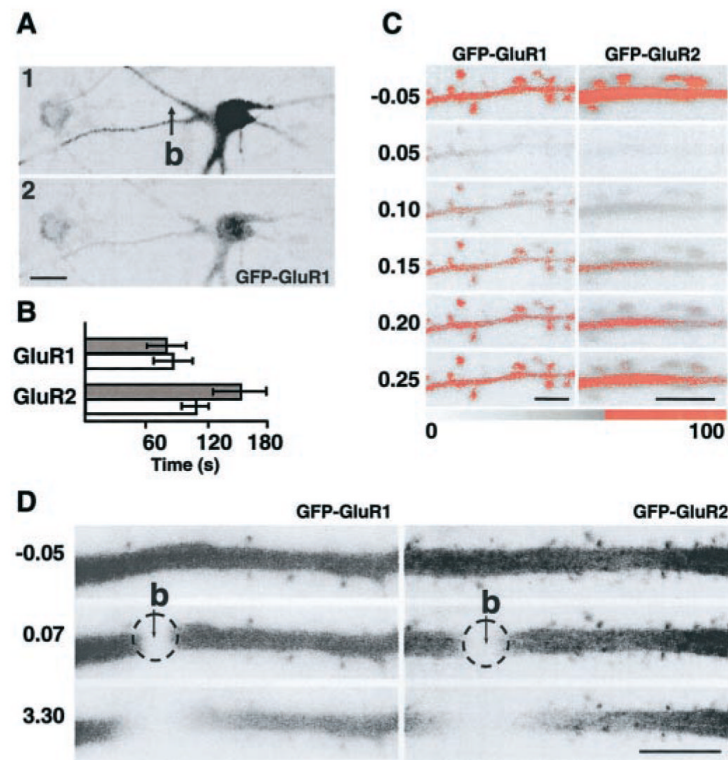 A
1
b
2
GFP-GluR1
B
GluR1
GluR2
60 120 180
Time (s)
C
GFP-GluR1 GFP-GluR2
-0.05
0.05
0.10
0.15
0.20
0.25
0 100
D
GFP-GluR1 GFP-GluR2
-0.05
b b
0.07
3.30